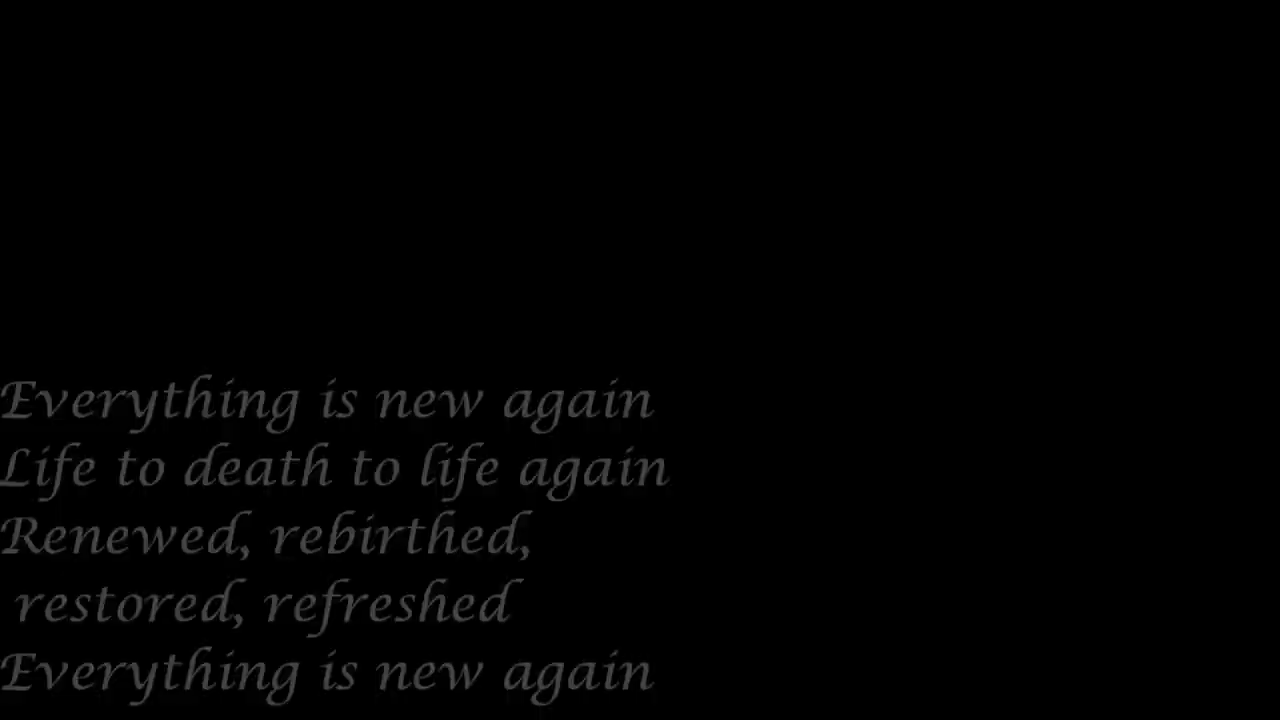 Everything is new again
Life to death to life again
Renewed, rebirthed,
restored, refreshed
Everything is new again